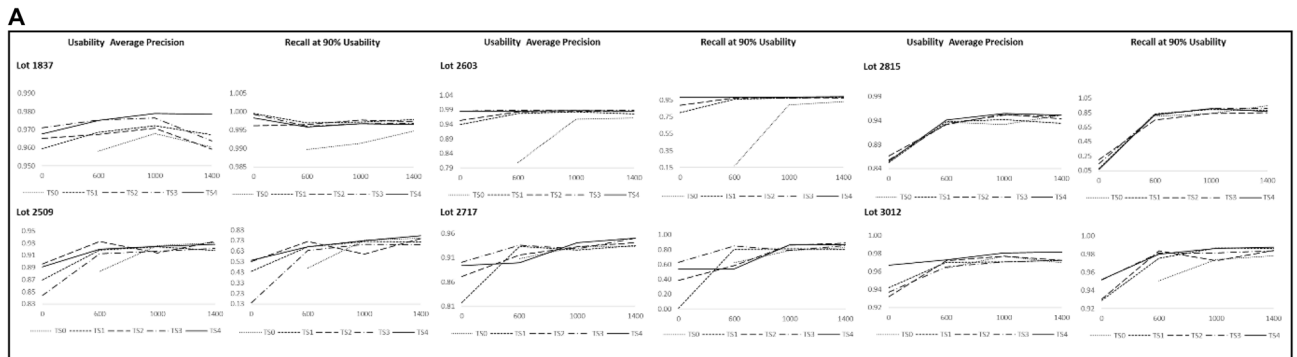 A
Usability Average Precision
Recall at 90% Usability
Usability Average Precision
Recall at 90% Usability
Usability Average Precision
Recall at 90% Usability
Lot 1837
Lot 2603
Lot 2815
0.990
0.980
0.970
0.960
0.950
0 600 1000 1400
TS0 TS1 TS2 TS3 TS4
1.005
1.000
0.995
0.990
0.985
0 600 1000 1400
TS0 TS1 TS2 TS3 TS4
1.04
0.99
0.94
0.89
0.84
0.79
0 600 1000 1400
TS0 TS1 TS2 TS3 TS4
0.95
0.75
0.55
0.35
0.15
0 600 1000 1400
TS0 TS1 TS2 TS3 TS4
0.99
0.94
0.84
0 600 1000 1400
TS0 TS1 TS2 TS3 TS4
1.05
0.85
0.65
0.45
0.25
0.05
0 600 1000 1400
TS0 TS1 TS2 TS3 TS4
Lot 2509
Lot 2717
Lot 3012
0.95
0.93
0.91
0.89
0.87
0.85
0.83
0 600 1000 1400
TS0 TS1 TS2 TS3 TS4
0.83
0.73
0.63
0.53
0.43
0.33
0.23
0.13
0 600 1000 1400
TS0 TS1 TS2 TS3 TS4
0.96
0.91
0.86
0.81
0 600 1000 1400
TS0 TS1 TS2 TS3 TS4
1.00
0.80
0.60
0.40
0.20
0.00
0 600 1000 1400
TS0 TS1 TS2 TS3 TS4
0.98
0.96
0.94
0.92
0 600 1000 1400
TS0 TS1 TS2 TS3 TS4
1.00
0.98
0.96
0.94
0.92
0 600 1000 1400
TS0 TS1 TS2 TS3 TS4